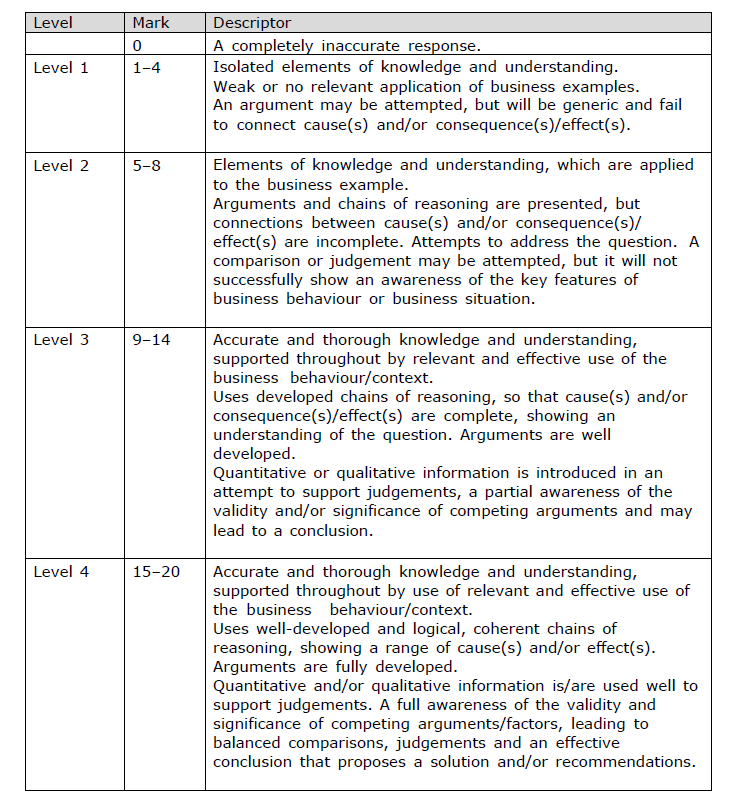 Level Mark Descriptor
0 A completely inaccurate response.
Level 1 1–4 Isolated elements of knowledge and understanding.
Weak or no relevant application of business examples.
An argument may be attempted, but will be generic and fail
to connect cause(s) and/or consequence(s)/effect(s).
Level 2 5–8 Elements of knowledge and understanding, which are applied
to the business example.
Arguments and chains of reasoning are presented, but
connections between cause(s) and/or consequence(s)/
effect(s) are incomplete. Attempts to address the question. A
comparison or judgement may be attempted, but it will not
successfully show an awareness of the key features of
business behaviour or business situation.
Level 3 9–14 Accurate and thorough knowledge and understanding,
supported throughout by relevant and effective use of the
business behaviour/context.
Uses developed chains of reasoning, so that cause(s) and/or
consequence(s)/effect(s) are complete, showing an
understanding of the question. Arguments are well
developed.
Quantitative or qualitative information is introduced in an
attempt to support judgements, a partial awareness of the
validity and/or significance of competing arguments and may
lead to a conclusion.
Level 4 15–20 Accurate and thorough knowledge and understanding,
supported throughout by use of relevant and effective use of
the business behaviour/context.
Uses well-developed and logical, coherent chains of
reasoning, showing a range of cause(s) and/or effect(s).
Arguments are fully developed.
Quantitative and/or qualitative information is/are used well to
support judgements. A full awareness of the validity and
significance of competing arguments/factors, leading to
balanced comparisons, judgements and an effective
conclusion that proposes a solution and/or recommendations.